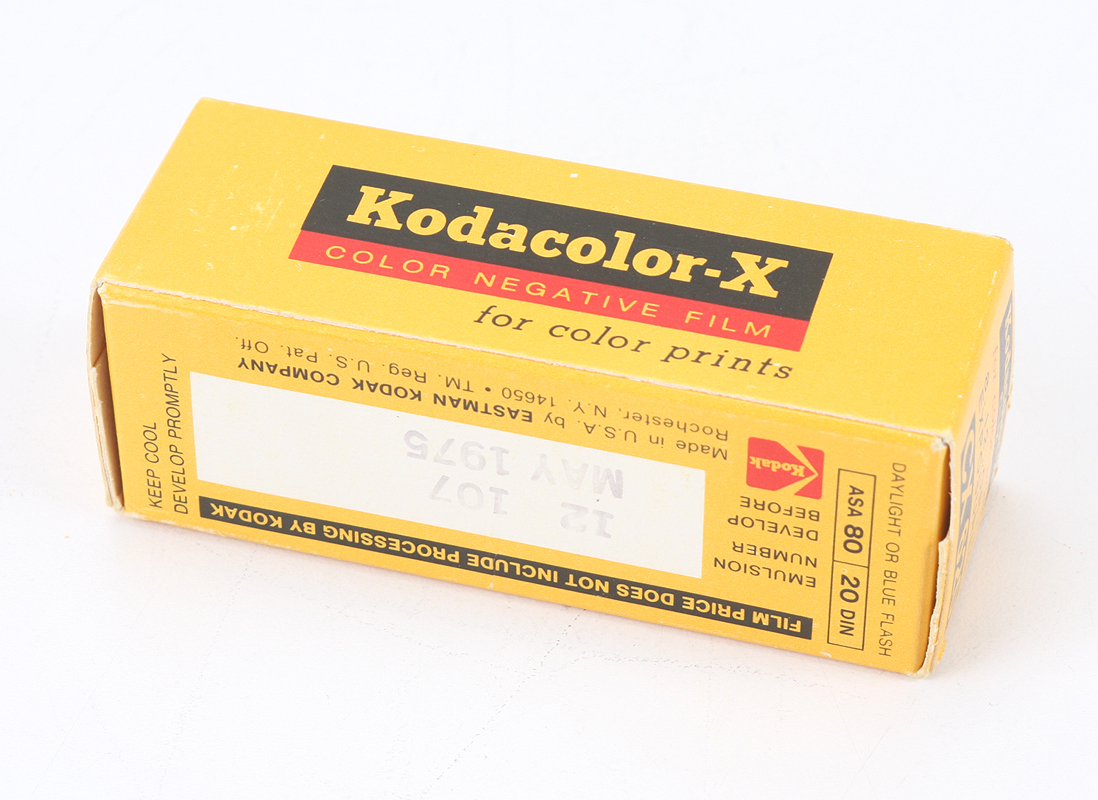 Kodacolor-X
COLOR NEGATIVE FILM
for color prints
KEEP COOL
DEVELOP PROMPTLY
FILM PRICE DOES NOT INCLUDE PROCESSING BY KODAK
EMULSION
NUMBER
12 107
DEVELOP
BEFORE
MAY 1975
Kodak
Made in U.S.A. by EASTMAN KODAK COMPANY
Rochester, N.Y. 14650 • TM. Reg. U.S. Pat. Off.
ASA 80 20 DIN
DAYLIGHT OR BLUE FLASH